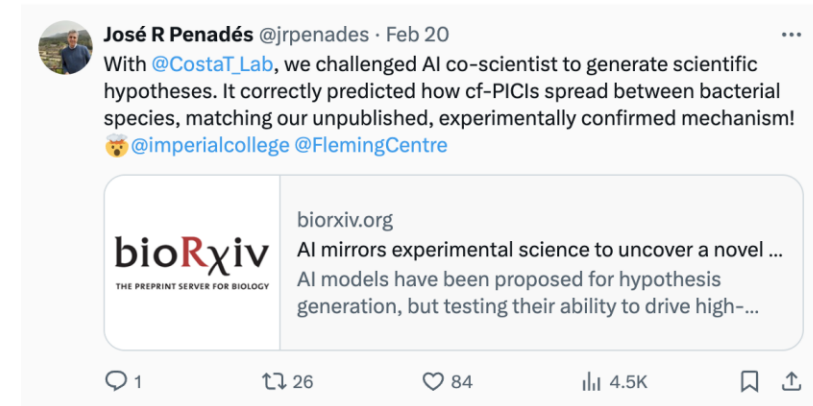 José R Penadés @jrpenades · Feb 20
With @CostaT_Lab, we challenged AI co-scientist to generate scientific
hypotheses. It correctly predicted how cf-PICIs spread between bacterial
species, matching our unpublished, experimentally confirmed mechanism!
🤯@imperialcollege @FlemingCentre
bioRχiv
THE PREPRINT SERVER FOR BIOLOGY
biorxiv.org
AI mirrors experimental science to uncover a novel ...
AI models have been proposed for hypothesis
generation, but testing their ability to drive high-...
1 26 84 4.5K